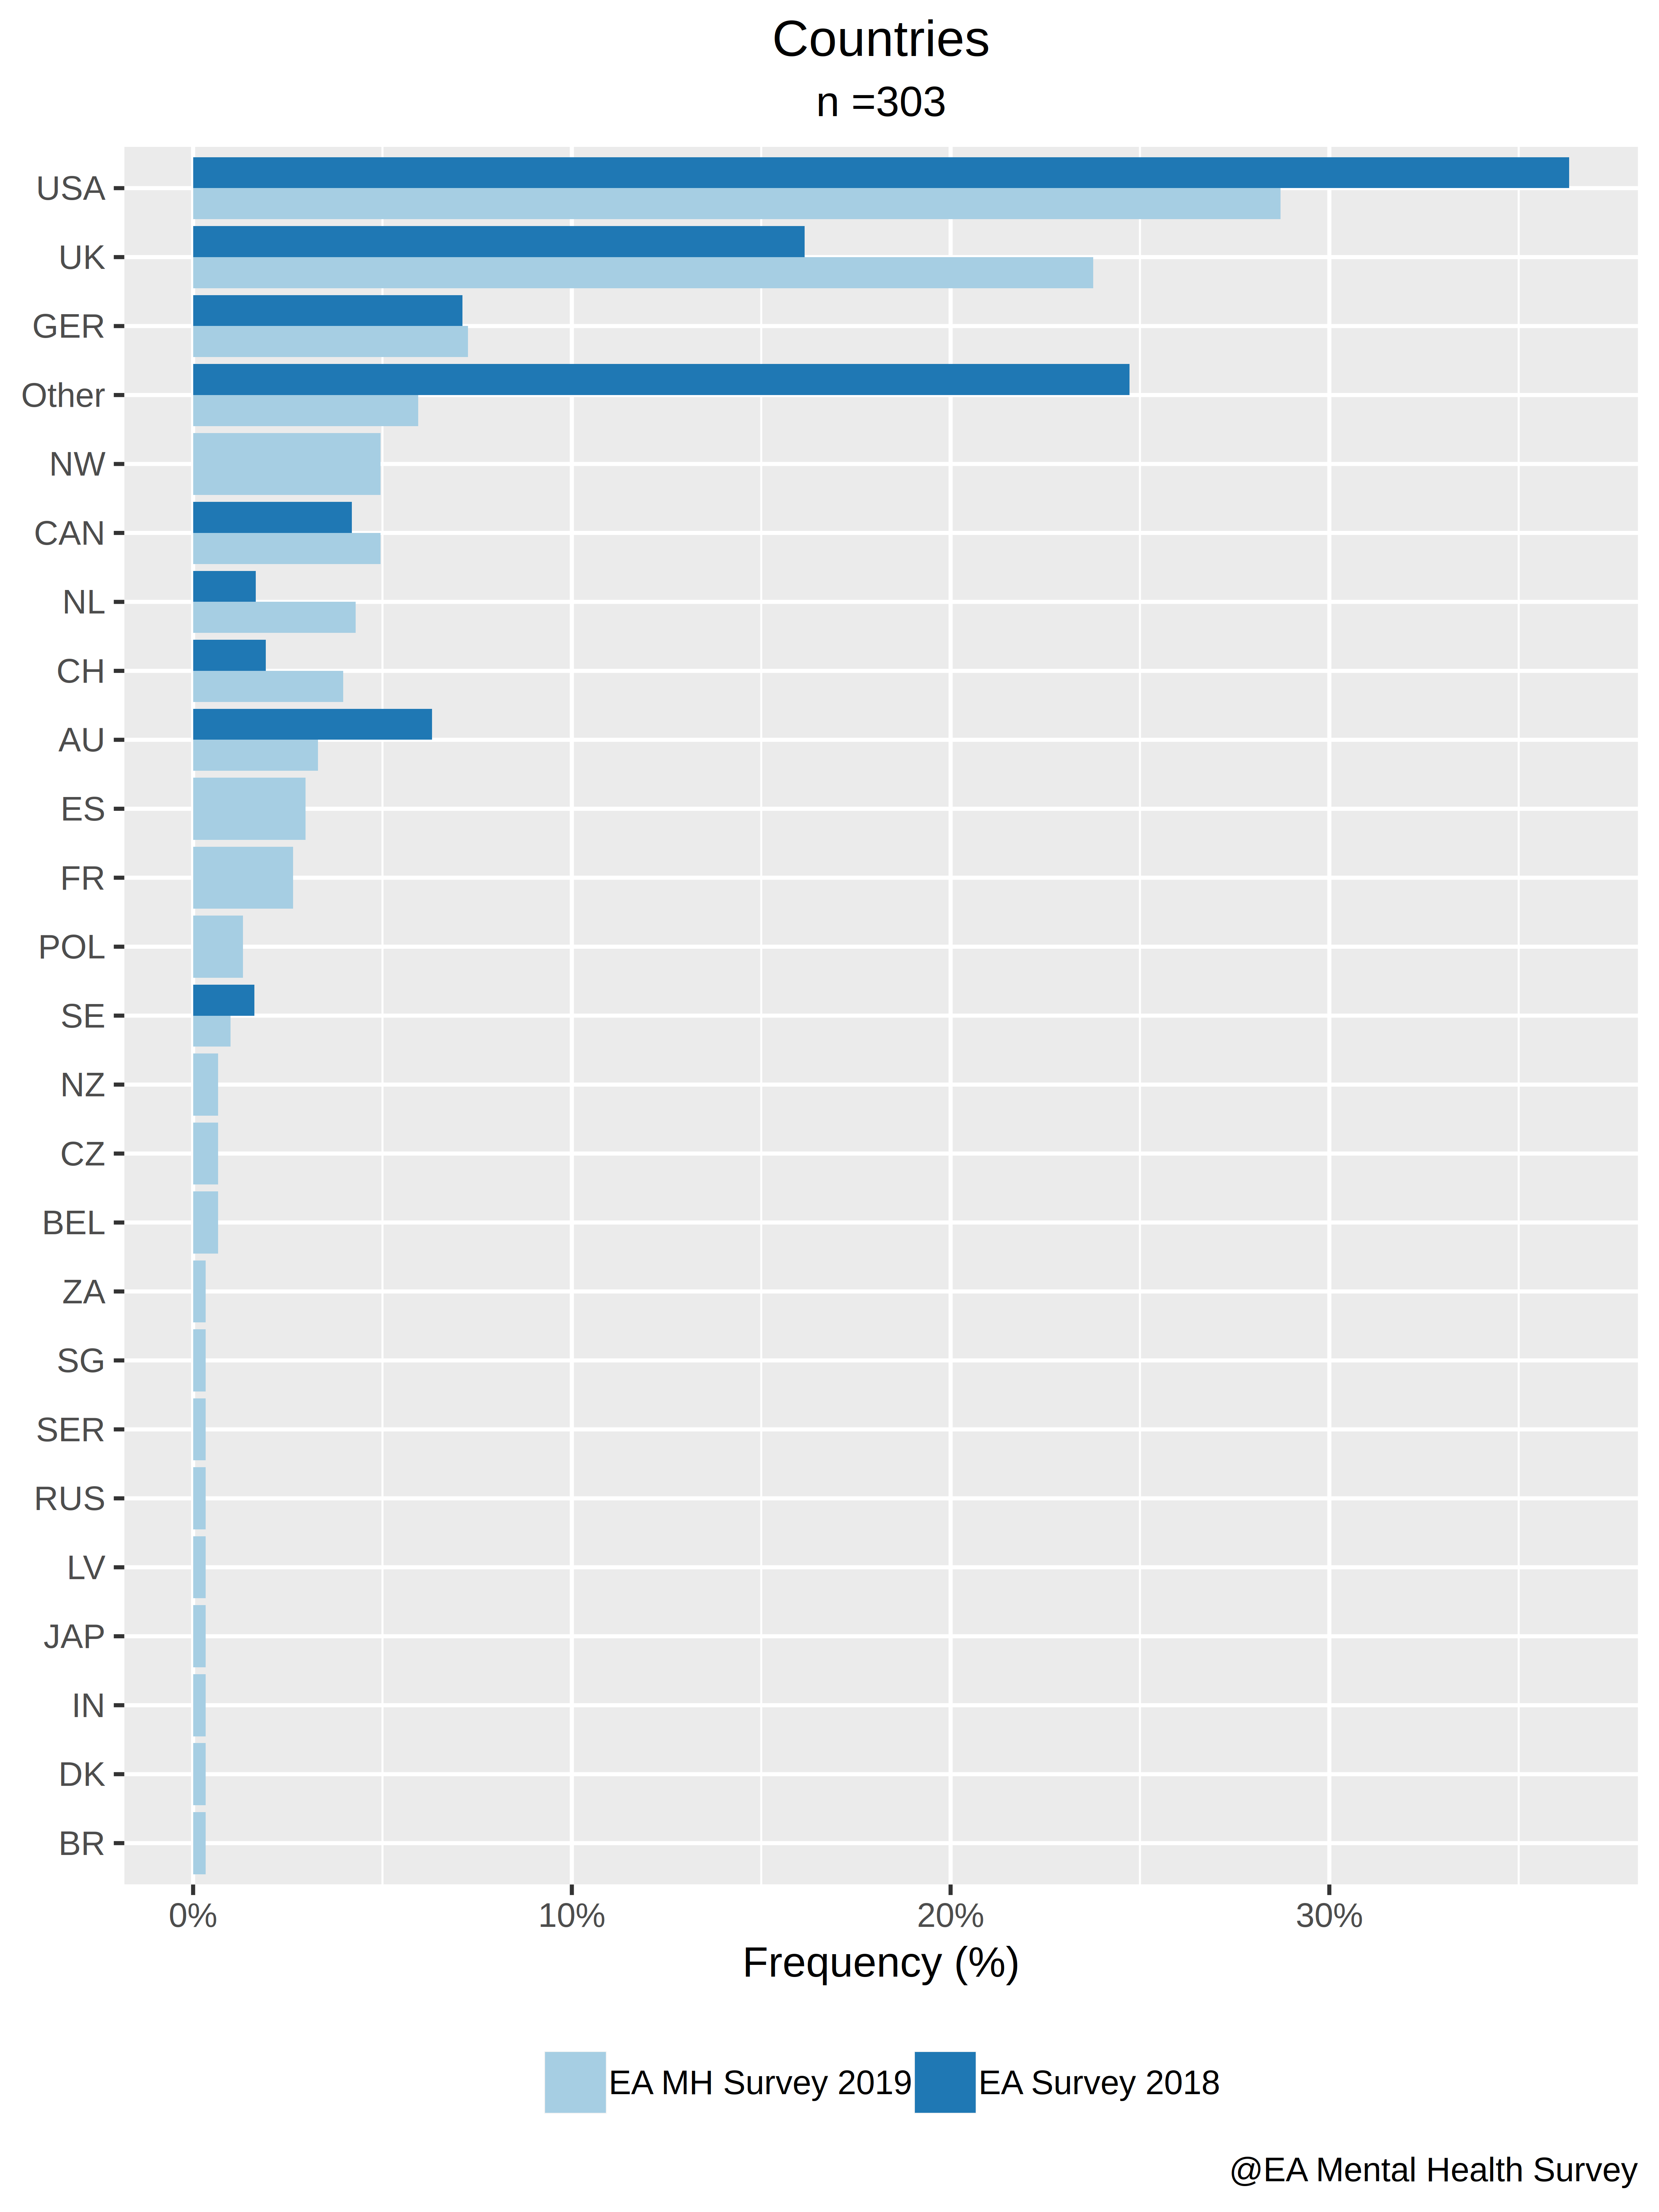 Countries
n =303
USA
UK
GER
Other
NW
CAN
NL
CH
AU
ES
FR
POL
SE
NZ
CZ
BEL
ZA
SG
SER
RUS
LV
JAP
IN
DK
BR
0% 10% 20% 30%
Frequency (%)
EA MH Survey 2019 EA Survey 2018
@EA Mental Health Survey